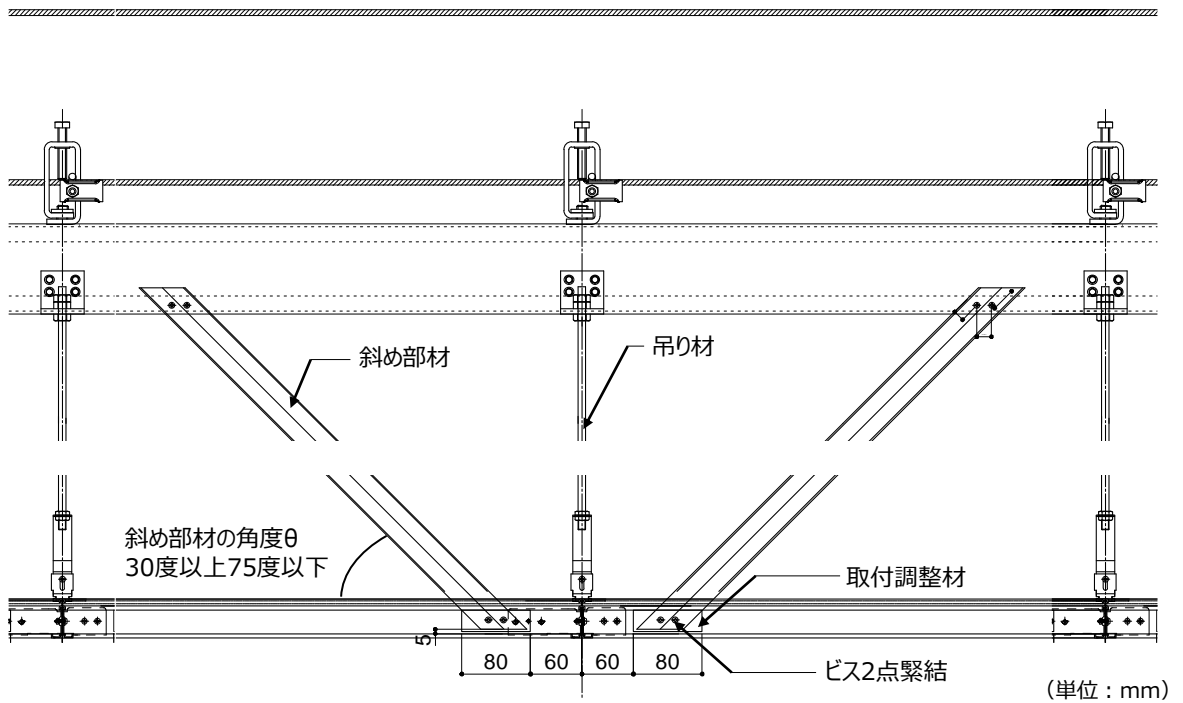 斜め部材
吊り材
斜め部材の角度θ
30度以上75度以下
取付調整材
5
80 60 60 80
ビス2点緊結
(単位：mm)